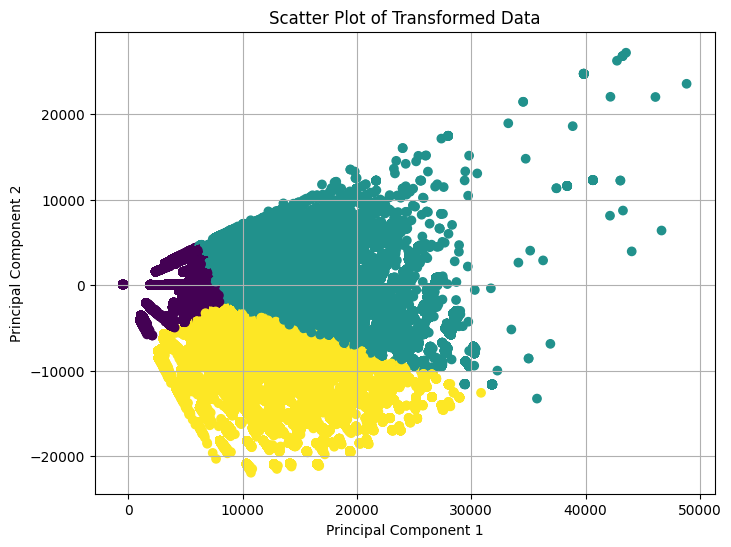 Scatter Plot of Transformed Data
Principal Component 2
20000
10000
0
−10000
−20000
0 10000 20000 30000 40000 50000
Principal Component 1